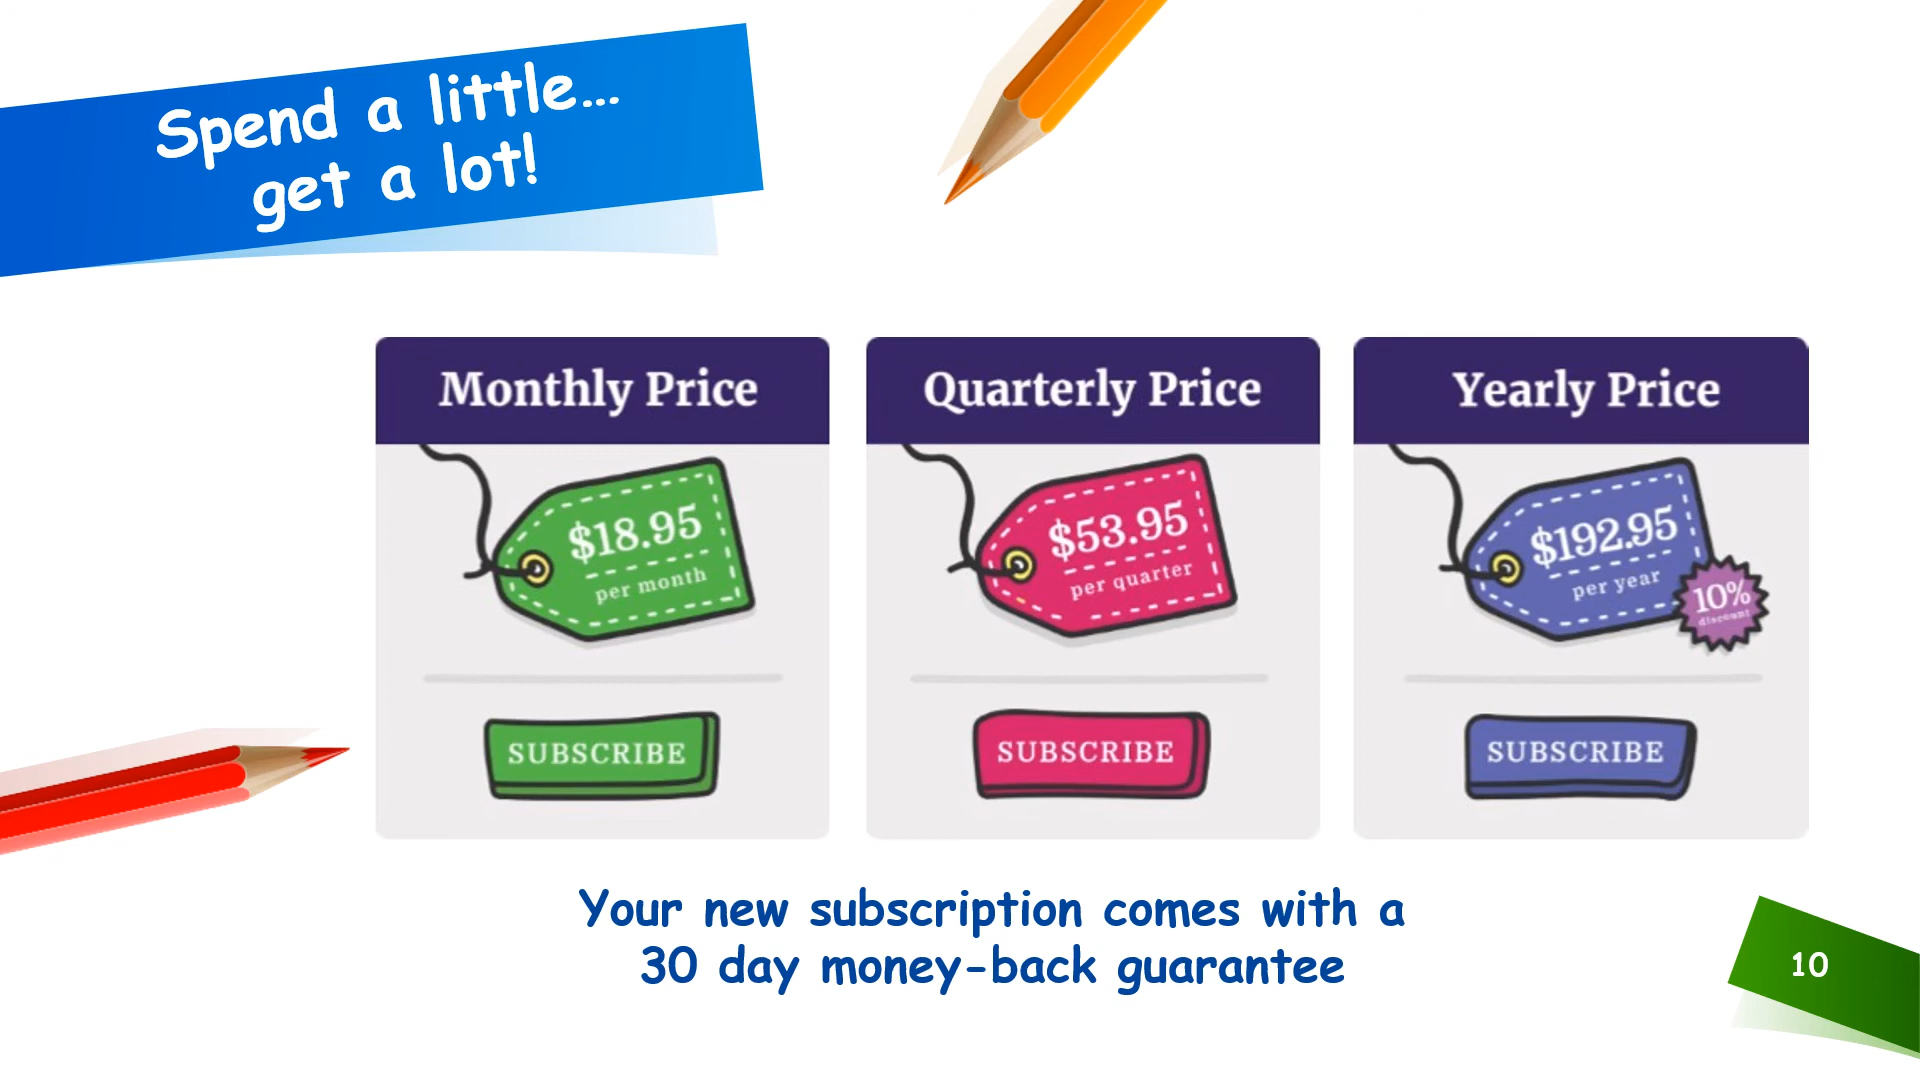 Spend a little...
get a lot!
Monthly Price
$18.95
per month
SUBSCRIBE
Quarterly Price
$53.95
per quarter
SUBSCRIBE
Yearly Price
$192.95
per year
10%
discount
SUBSCRIBE
Your new subscription comes with a
30 day money-back guarantee
10